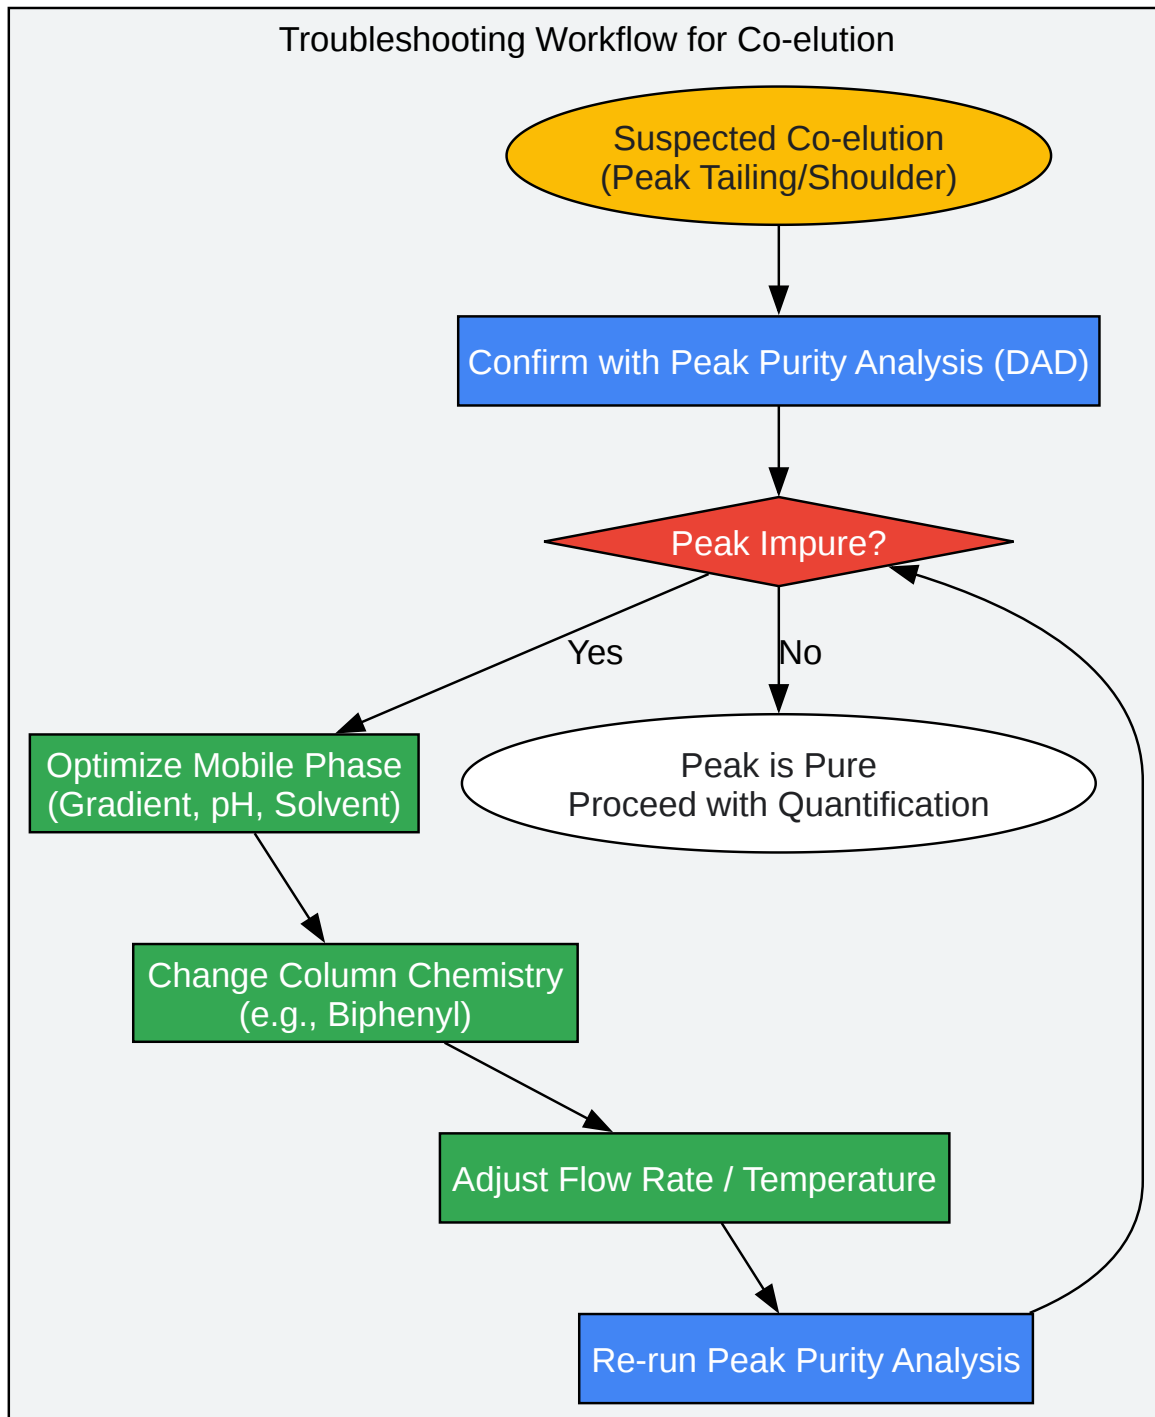 Troubleshooting Workflow for Co-elution
Suspected Co-elution
(Peak Tailing/Shoulder)
Confirm with Peak Purity Analysis (DAD)
Peak Impure?
Yes
No
Optimize Mobile Phase
(Gradient, pH, Solvent)
Peak is Pure
Proceed with Quantification
Change Column Chemistry
(e.g., Biphenyl)
Adjust Flow Rate / Temperature
Re-run Peak Purity Analysis